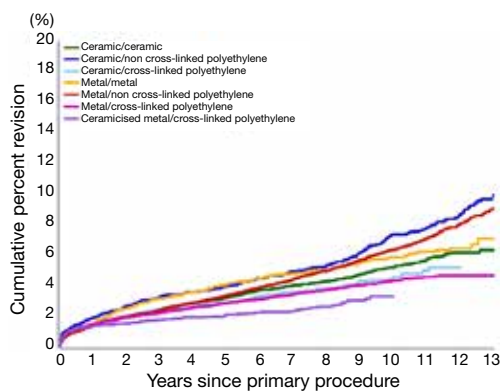 (%)
20
18
16
14
12
10
8
6
4
2
0
Cumulative percent revision
Ceramic/ceramic
Ceramic/non cross-linked polyethylene
Ceramic/cross-linked polyethylene
Metal/metal
Metal/non cross-linked polyethylene
Metal/cross-linked polyethylene
Ceramicised metal/cross-linked polyethylene
0 1 2 3 4 5 6 7 8 9 10 11 12 13
Years since primary procedure